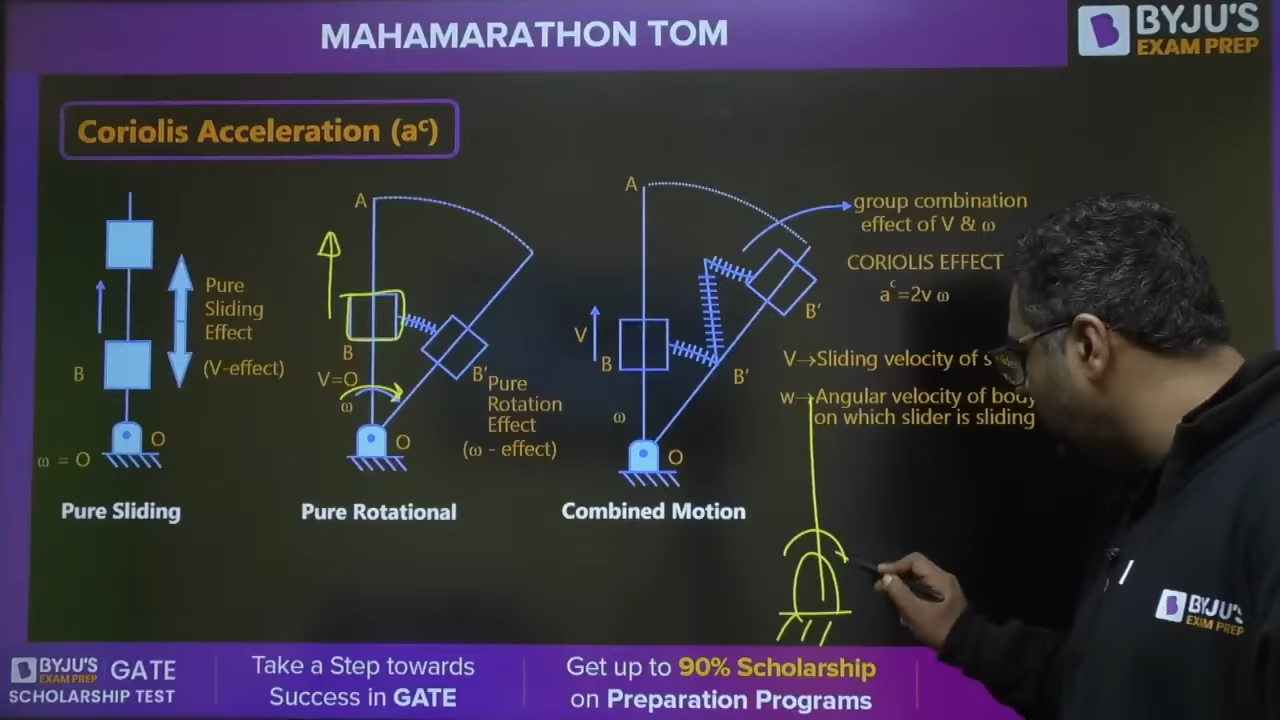 MAHAMARATHON TOM
BYJU'S
EXAM PREP
Coriolis Acceleration (aᶜ)
B
O
ω = O
Pure
Sliding
Effect
(V-effect)
Pure Sliding
A
B
V=O
ω
B'
O
Pure
Rotation
Effect
(ω - effect)
Pure Rotational
A
V
B
B'
B'
ω
O
Combined Motion
group combination
effect of V & ω
CORIOLIS EFFECT
aᶜ=2v ω
V→Sliding velocity of
w→Angular velocity of body
on which slider is sliding
BYJU'S
EXAM PREP
BYJU'S
EXAM PREP
GATE
SCHOLARSHIP TEST
Take a Step towards
Success in GATE
Get up to 90% Scholarship
on Preparation Programs